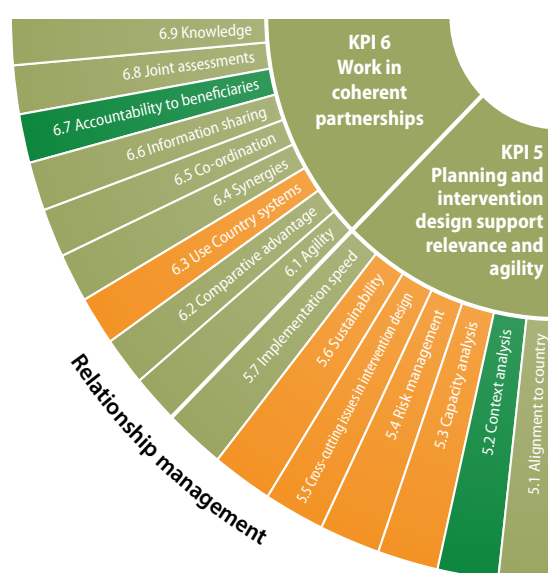 6.9 Knowledge
6.8 Joint assessments
6.7 Accountability to beneficiaries
6.6 Information sharing
6.5 Co-ordination
6.4 Synergies
6.3 Use Country systems
6.2 Comparative advantage
6.1 Agility
KPI 6
Work in
coherent
partnerships
KPI 5
Planning and
intervention
design support
relevance and
agility
5.7 Implementation speed
5.6 Sustainability
5.5 Cross-cutting issues in intervention design
5.4 Risk management
5.3 Capacity analysis
5.2 Context analysis
5.1 Alignment to country
Relationship management